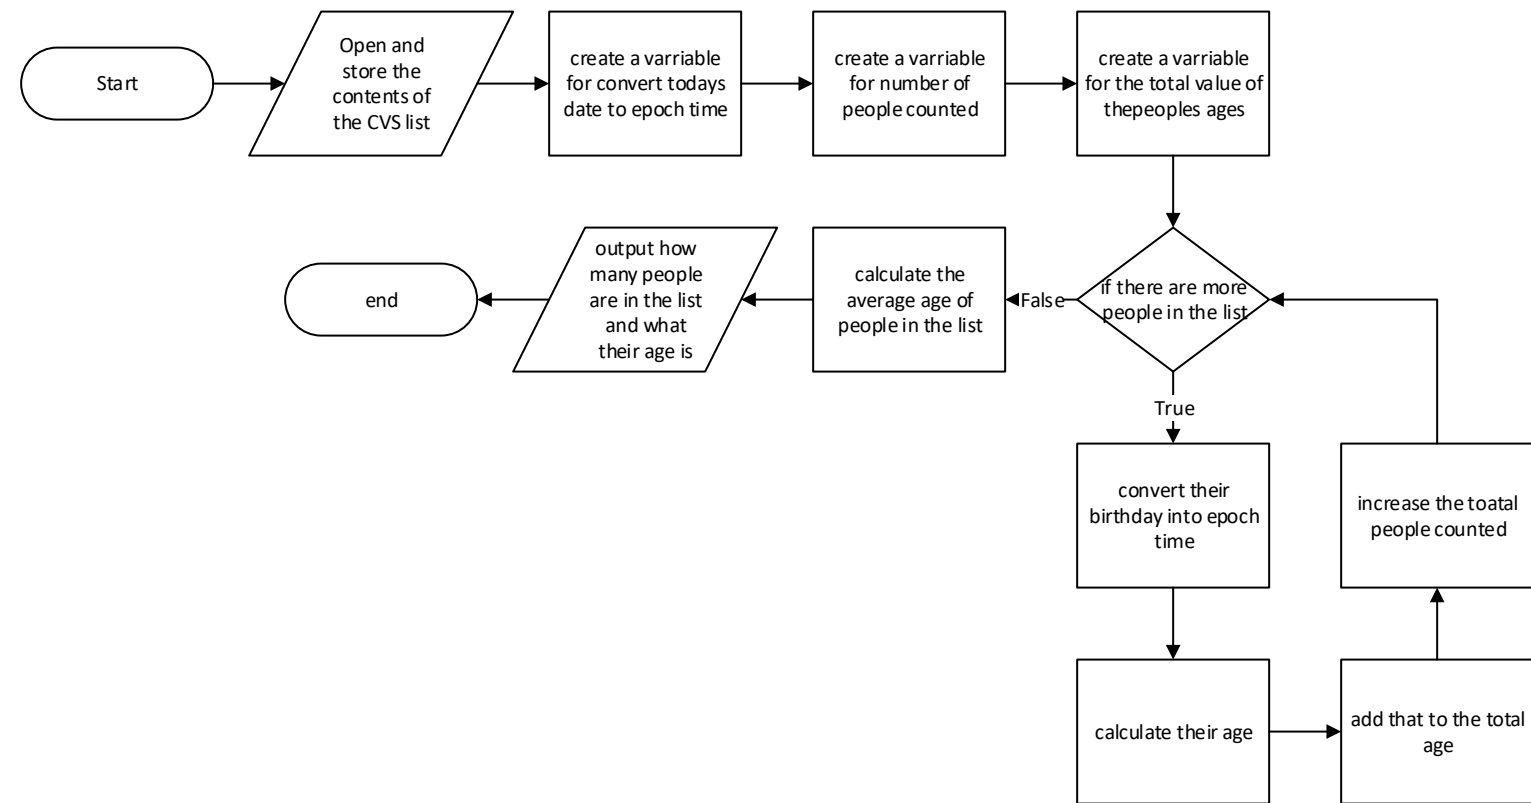 Start
Open and
store the
contents of
the CVS list
create a varriable
for convert todays
date to epoch time
create a varriable
for number of
people counted
create a varriable
for the total value of
thepeoples ages
if there are more
people in the list
False
calculate the
average age of
people in the list
output how
many people
are in the list
and what
their age is
end
True
convert their
birthday into epoch
time
calculate their age
add that to the total
age
increase the toatal
people counted